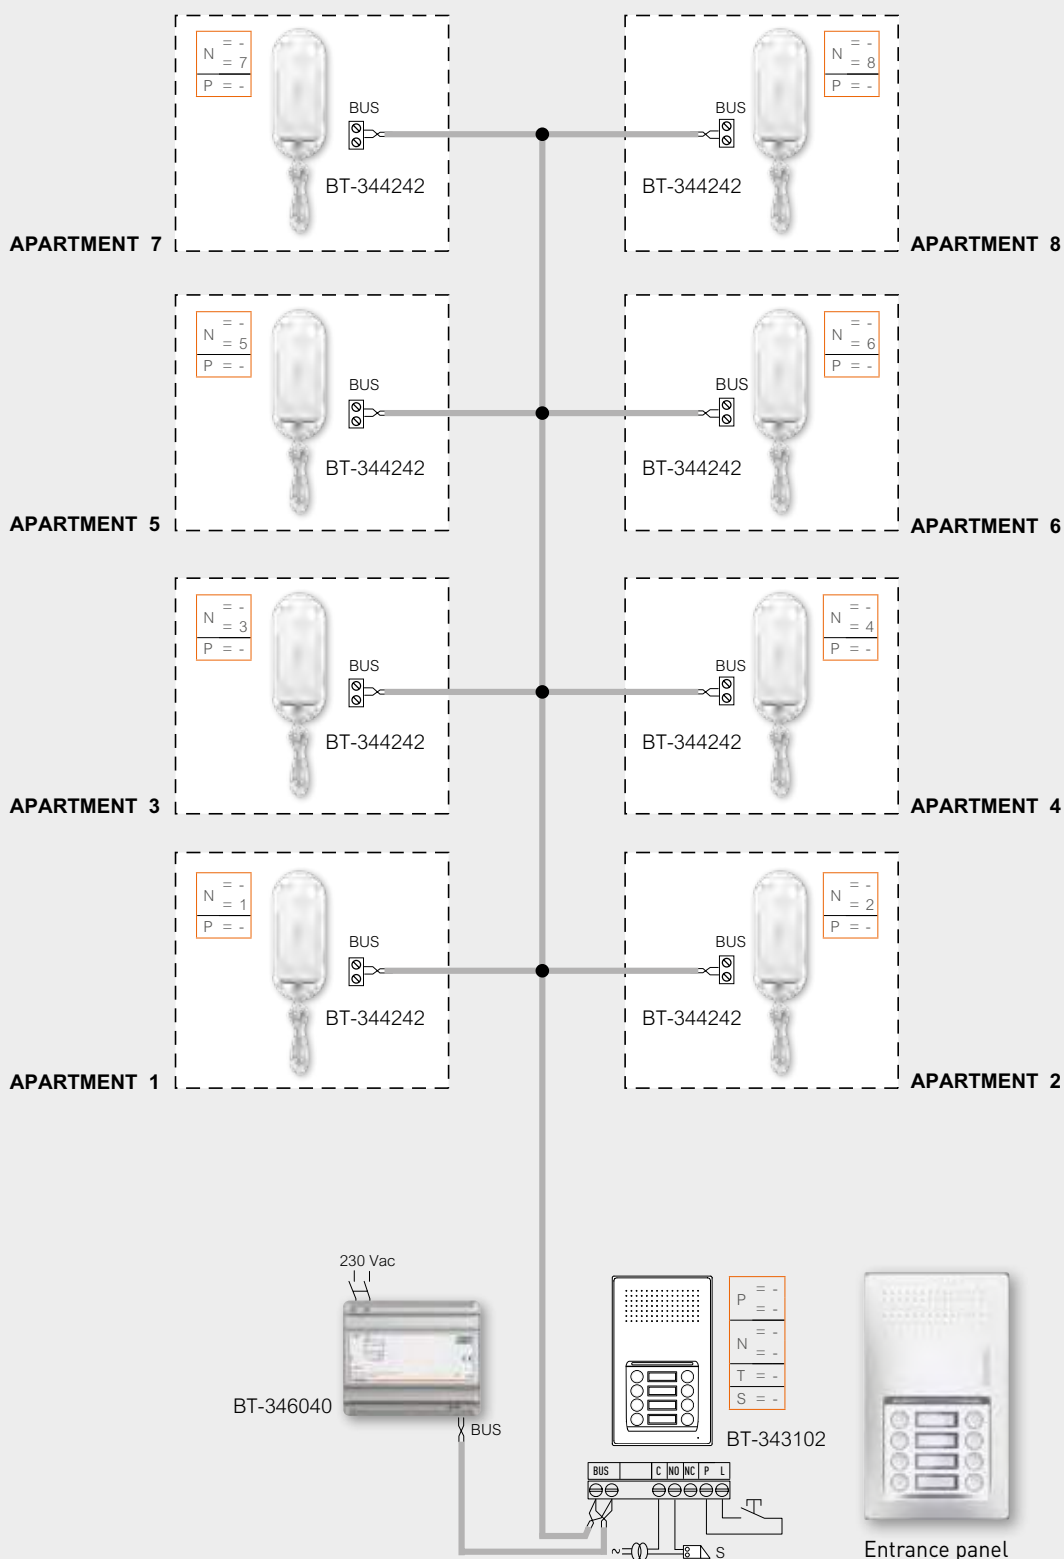 N = - = 7
P = -
BUS
BT-344242
APARTMENT 7
N = - = 8
P = -
BUS
BT-344242
APARTMENT 8
N = - = 5
P = -
BUS
BT-344242
APARTMENT 5
N = - = 6
P = -
BUS
BT-344242
APARTMENT 6
N = - = 3
P = -
BUS
BT-344242
APARTMENT 3
N = - = 4
P = -
BUS
BT-344242
APARTMENT 4
N = - = 1
P = -
BUS
BT-344242
APARTMENT 1
N = - = 2
P = -
BUS
BT-344242
APARTMENT 2
230 Vac
BT-346040
BUS
P = - = -
N = - = -
T = -
S = -
BT-343102
BUS C NO NC P L
~
S
Entrance panel